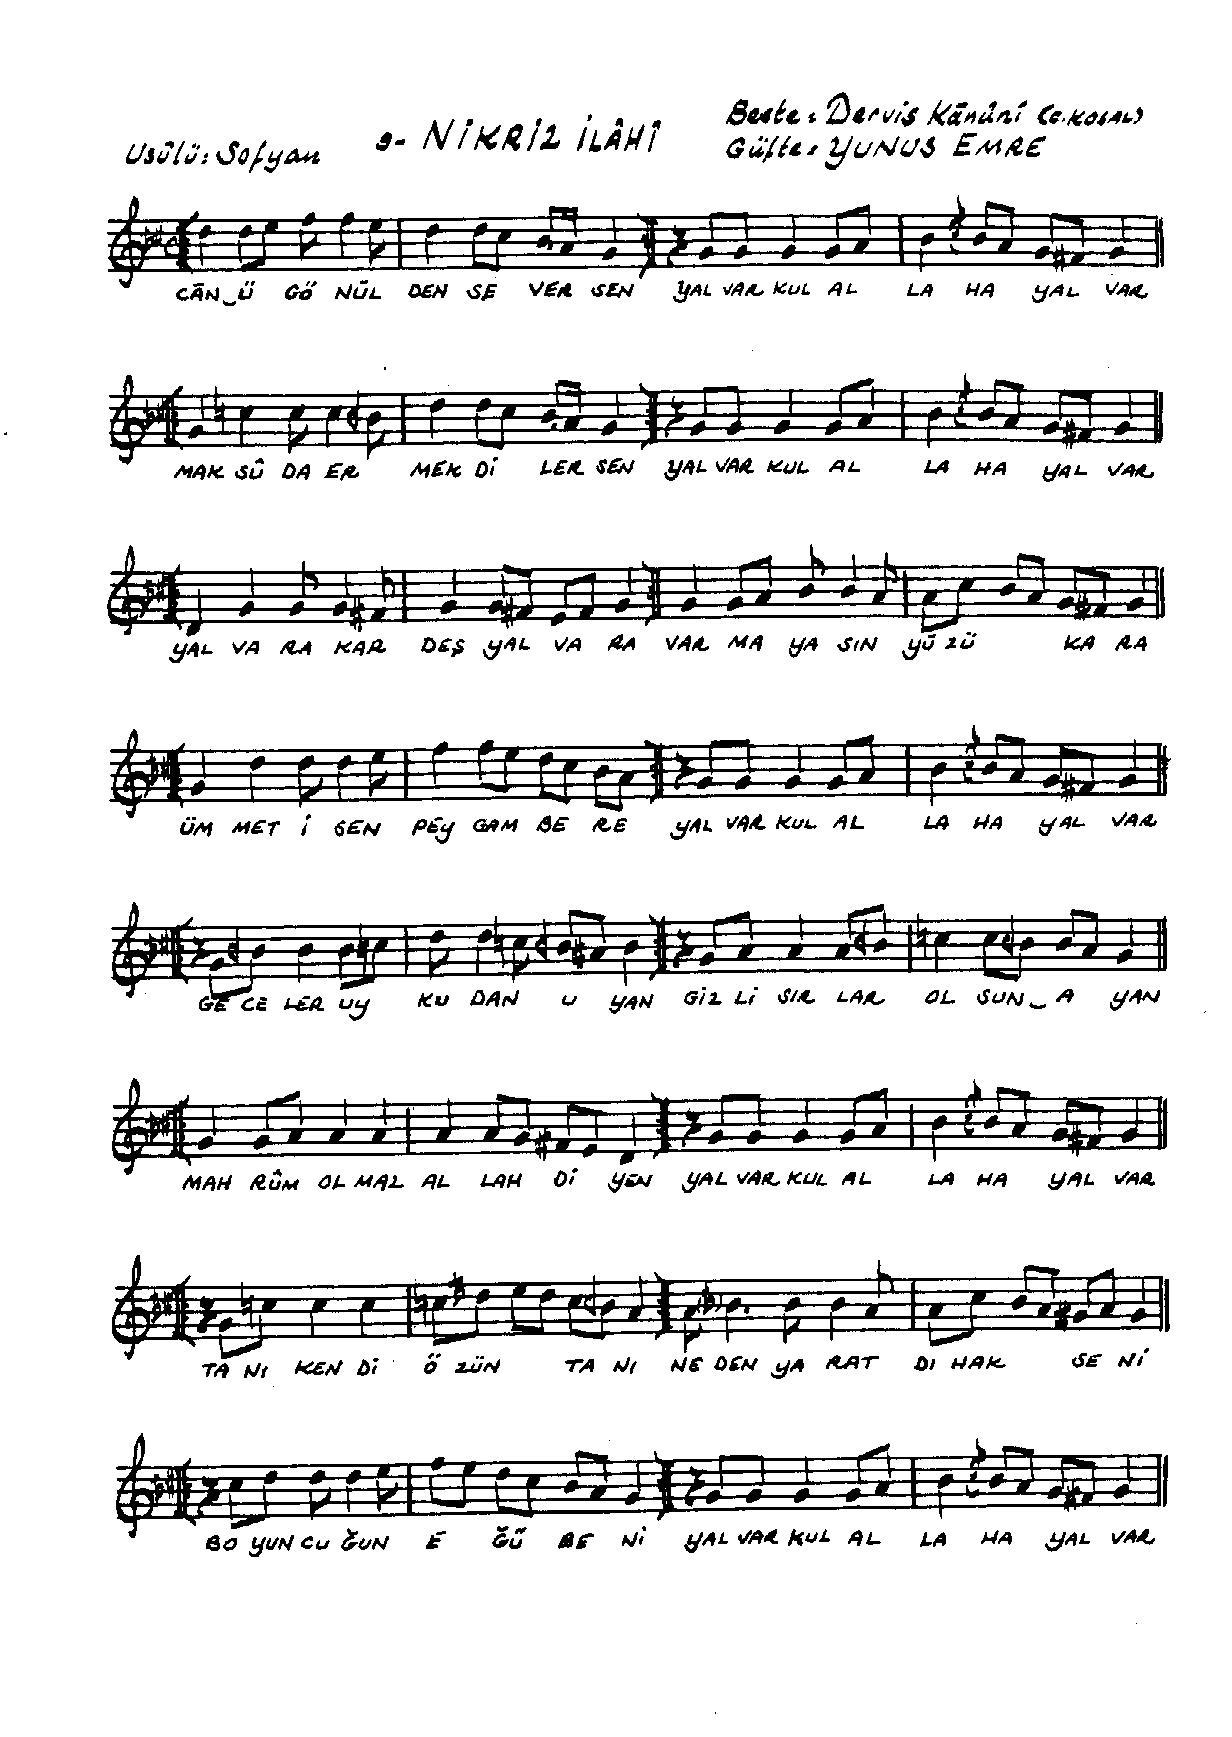 Beste: Derviş Kânûnî (C. KOSAL)
Usûlü: Sofyan 9- NİKRİZ İLÂHÎ Güfte: YUNUS EMRE
CÂN_Ü GÖ NÜL DEN SE VER SEN YAL VAR KUL AL LA HA YAL VAR
MAK SÛ DA ER MEK Dİ LER SEN YAL VAR KUL AL LA HA YAL VAR
YAL VA RA KAR DEŞ YAL VA RA VAR MA YA SIN YÜ ZÜ KA RA
ÜM MET İ SEN PEY GAM BE RE YAL VAR KUL AL LA HA YAL VAR
GE CE LER UY KU DAN U YAN GİZ Lİ SIR LAR OL SUN_A YAN
MAH RÛM OL MAZ AL LAH Dİ YEN YAL VAR KUL AL LA HA YAL VAR
TA NI KEN Dİ Ö ZÜN TA NI NE DEN YA RAT DI HAK SE Nİ
BO YUN CU ĞUN E ĞÜ BE Nİ YAL VAR KUL AL LA HA YAL VAR